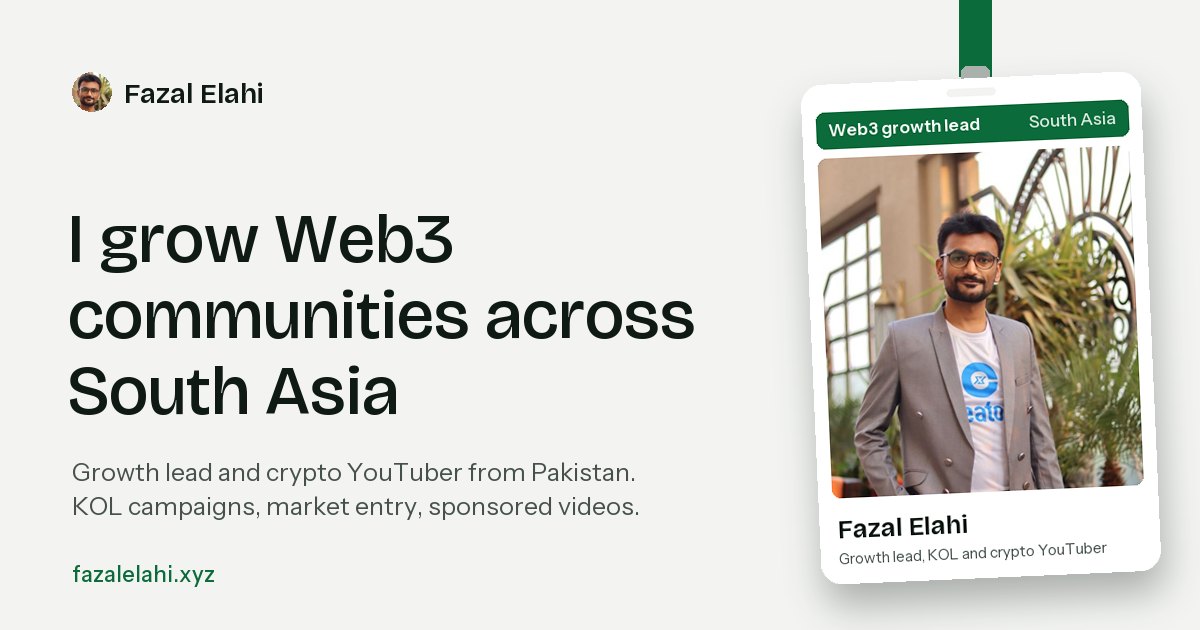 Fazal Elahi
I grow Web3
communities across
South Asia
Growth lead and crypto YouTuber from Pakistan.
KOL campaigns, market entry, sponsored videos.
fazalelahi.xyz
Web3 growth lead
South Asia
eato
Fazal Elahi
Growth lead, KOL and crypto YouTuber